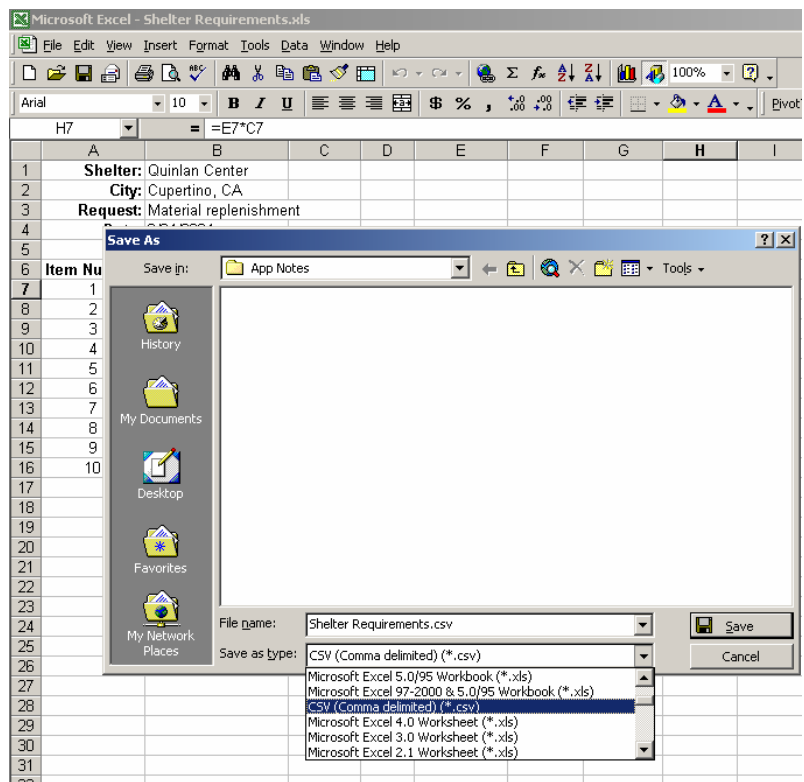 Microsoft Excel - Shelter Requirements.xls
File Edit View Insert Format Tools Data Window Help
100%
Arial 10 B I U $ % ,
H7 = =E7*C7
A B C D E F G H I
1 Shelter: Quinlan Center
2 City: Cupertino, CA
3 Request: Material replenishment
4
Save As
5
6 Item Nu
Save in: App Notes Tools
7 1
8 2
9 3
History
10 4
11 5
12 6
13 7
My Documents
14 8
15 9
16 10
17
Desktop
18
19
20
21
Favorites
22
23
24
File name: Shelter Requirements.csv Save
My Network Places
25
Save as type: CSV (Comma delimited) (*.csv) Cancel
26
Microsoft Excel 5.0/95 Workbook (*.xls)
27
Microsoft Excel 97-2000 & 5.0/95 Workbook (*.xls)
28
CSV (Comma delimited) (*.csv)
Microsoft Excel 4.0 Worksheet (*.xls)
29
Microsoft Excel 3.0 Worksheet (*.xls)
30
Microsoft Excel 2.1 Worksheet (*.xls)
31